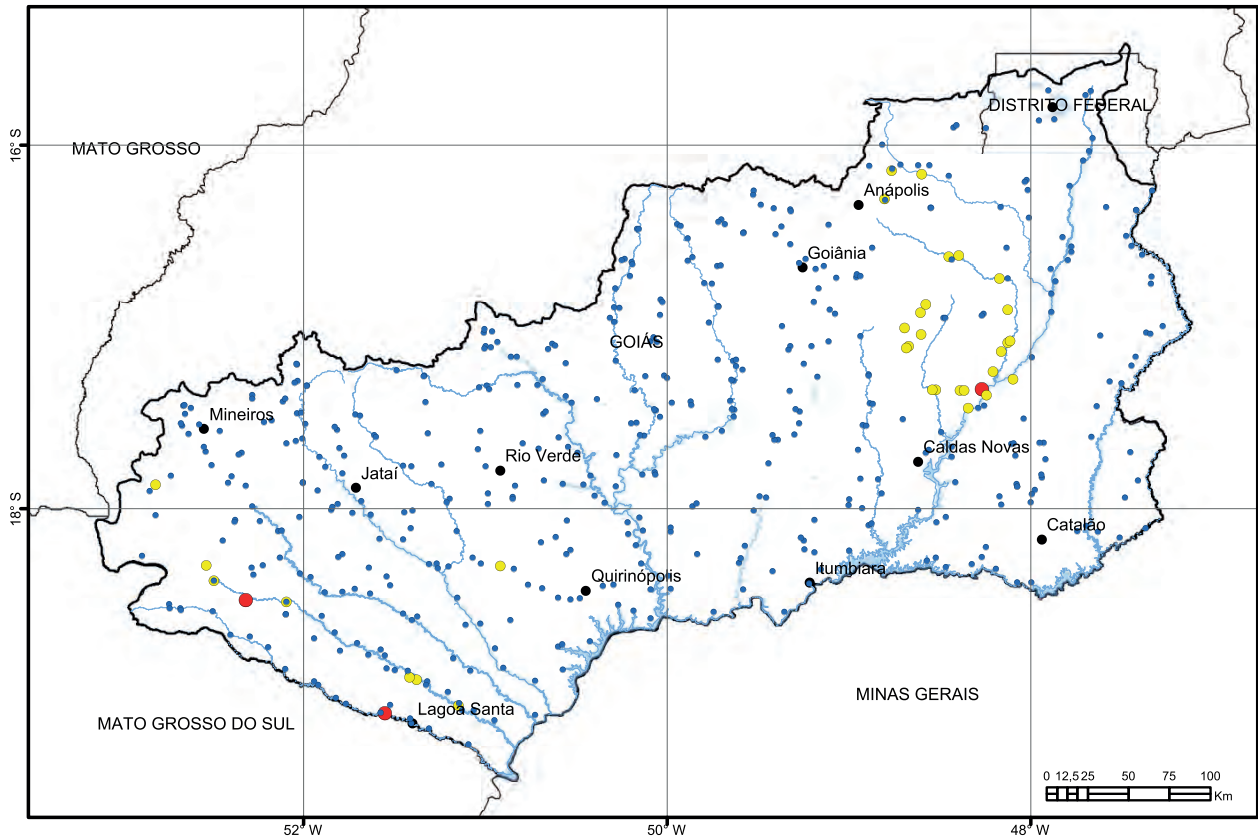 DISTRITO FEDERAL
16° S
MATO GROSSO
Anápolis
Goiânia
GOIÁS
Mineiros
Caldas Novas
Rio Verde
Jataí
18° S
Catalão
Itumbiara
Quirinópolis
MINAS GERAIS
Lagoa Santa
MATO GROSSO DO SUL
0 12,5 25 50 75 100
Km
52° W 50° W 48° W